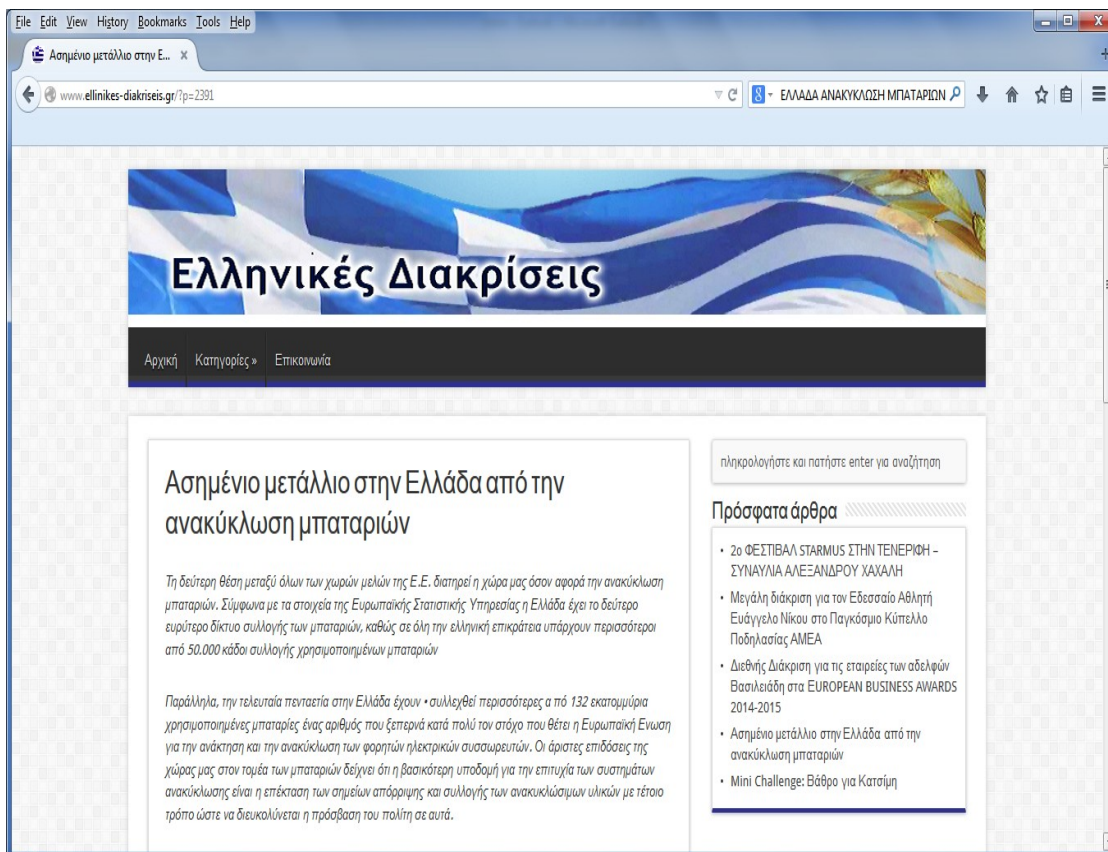 File Edit View History Bookmarks Tools Help
Ασημένιο μετάλλιο στην Ε... x
www.ellinikes-diakriseis.gr/?p=2391
ΕΛΛΑΔΑ ΑΝΑΚΥΚΛΩΣΗ ΜΠΑΤΑΡΙΩΝ
Ελληνικές Διακρίσεις
Αρχική Κατηγορίες » Επικοινωνία
Ασημένιο μετάλλιο στην Ελλάδα από την
ανακύκλωση μπαταριών
Τη δεύτερη θέση μεταξύ όλων των χωρών μελών της Ε.Ε. διατηρεί η χώρα μας όσον αφορά την ανακύκλωση
μπαταριών. Σύμφωνα με τα στοιχεία της Ευρωπαϊκής Στατιστικής Υπηρεσίας η Ελλάδα έχει το δεύτερο
ευρύτερο δίκτυο συλλογής των μπαταριών, καθώς σε όλη την ελληνική επικράτεια υπάρχουν περισσότεροι
από 50.000 κάδοι συλλογής χρησιμοποιημένων μπαταριών
Παράλληλα, την τελευταία πενταετία στην Ελλάδα έχουν • συλλεχθεί περισσότερες α πό 132 εκατομμύρια
χρησιμοποιημένες μπαταρίες ένας αριθμός που ξεπερνά κατά πολύ τον στόχο που θέτει η Ευρωπαϊκή Ενωση
για την ανάκτηση και την ανακύκλωση των φορητών ηλεκτρικών συσσωρευτών. Οι άριστες επιδόσεις της
χώρας μας στον τομέα των μπαταριών δείχνει ότι η βασικότερη υποδομή για την επιτυχία των συστημάτων
ανακύκλωσης είναι η επέκταση των σημείων απόρριψης και συλλογής των ανακυκλώσιμων υλικών με τέτοιο
τρόπο ώστε να διευκολύνεται η πρόσβαση του πολίτη σε αυτά.
πληκρολογήστε και πατήστε enter για αναζήτηση
Πρόσφατα άρθρα
• 2ο ΦΕΣΤΙΒΑΛ STARMUS ΣΤΗΝ ΤΕΝΕΡΙΦΗ –
ΣΥΝΑΥΛΙΑ ΑΛΕΞΑΝΔΡΟΥ ΧΑΧΑΛΗ
• Μεγάλη διάκριση για τον Εδεσσαίο Αθλητή
Ευάγγελο Νίκου στο Παγκόσμιο Κύπελλο
Ποδηλασίας ΑΜΕΑ
• Διεθνής Διάκριση για τις εταιρείες των αδελφών
Βασιλειάδη στα EUROPEAN BUSINESS AWARDS
2014-2015
• Ασημένιο μετάλλιο στην Ελλάδα από την
ανακύκλωση μπαταριών
• Mini Challenge: Βάθρο για Κατσίμη